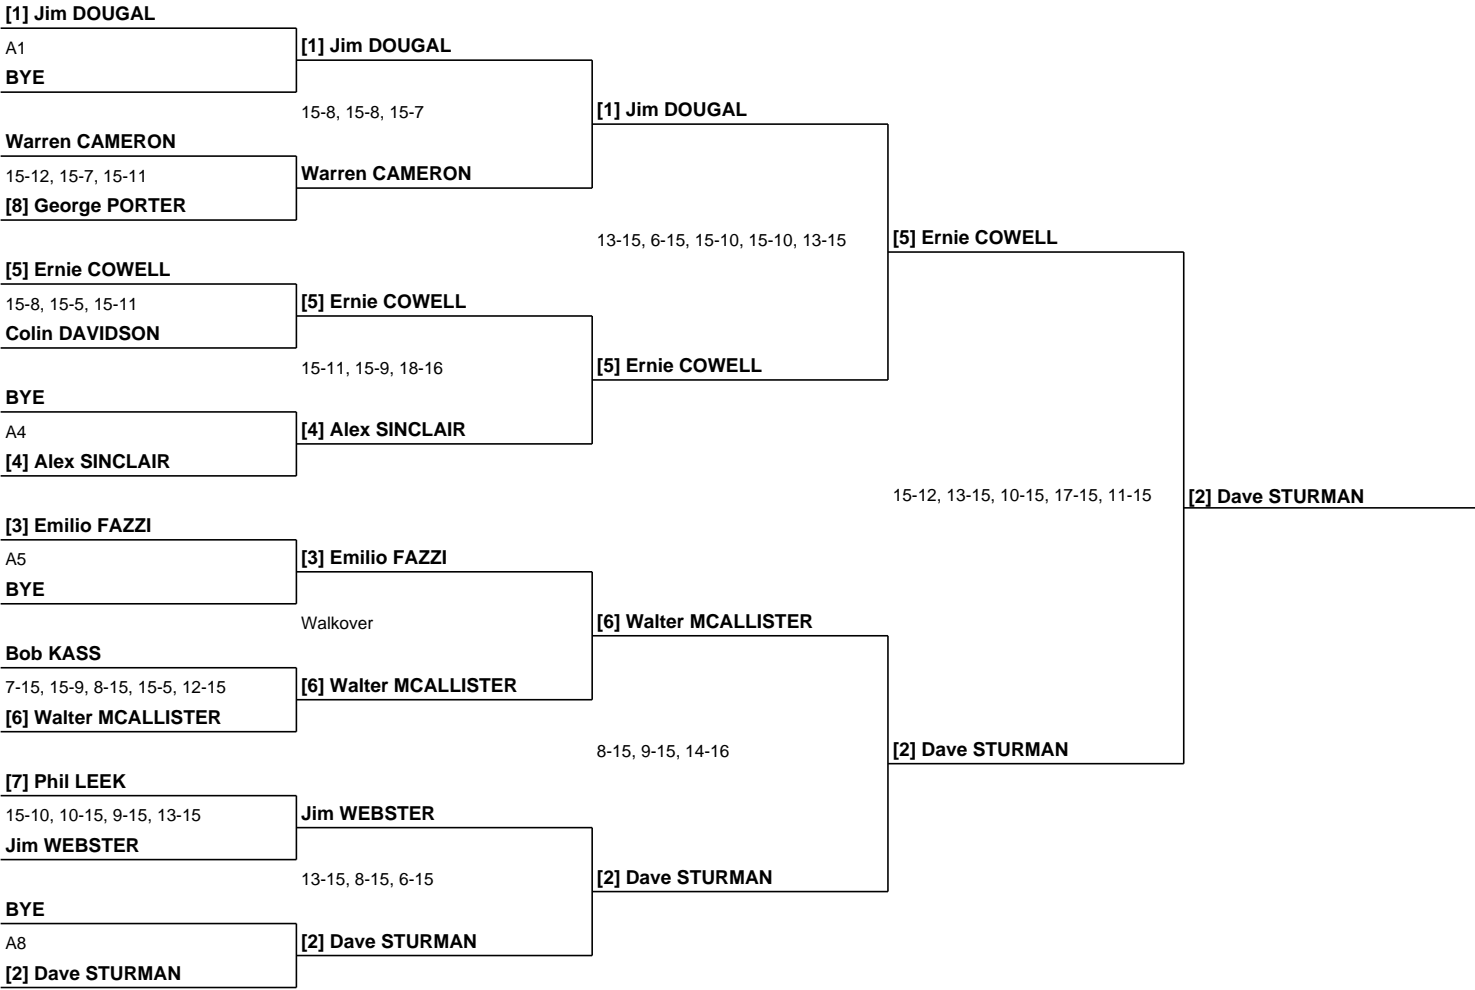 [1] Jim DOUGAL
A1
BYE
Warren CAMERON
15-12, 15-7, 15-11
[8] George PORTER
[5] Ernie COWELL
15-8, 15-5, 15-11
Colin DAVIDSON
BYE
A4
[4] Alex SINCLAIR
[3] Emilio FAZZI
A5
BYE
Bob KASS
7-15, 15-9, 8-15, 15-5, 12-15
[6] Walter MCALLISTER
[7] Phil LEEK
15-10, 10-15, 9-15, 13-15
Jim WEBSTER
BYE
A8
[2] Dave STURMAN
[1] Jim DOUGAL
15-8, 15-8, 15-7
Warren CAMERON
[5] Ernie COWELL
15-11, 15-9, 18-16
[4] Alex SINCLAIR
[3] Emilio FAZZI
Walkover
[6] Walter MCALLISTER
Jim WEBSTER
13-15, 8-15, 6-15
[2] Dave STURMAN
[1] Jim DOUGAL
13-15, 6-15, 15-10, 15-10, 13-15
[5] Ernie COWELL
[6] Walter MCALLISTER
8-15, 9-15, 14-16
[2] Dave STURMAN
[5] Ernie COWELL
15-12, 13-15, 10-15, 17-15, 11-15
[2] Dave STURMAN
[2] Dave STURMAN